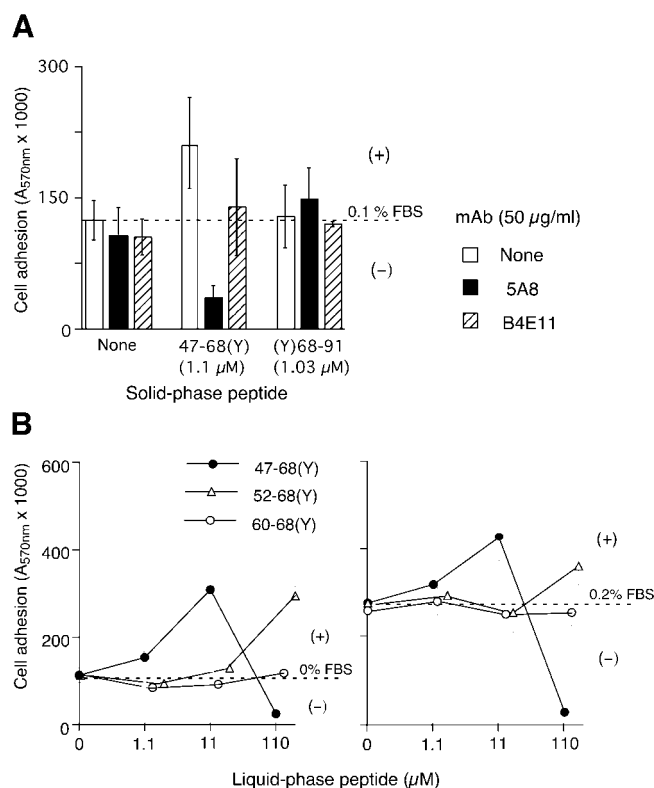 A
300
150
0
Cell adhesion (A570nm x 1000)
(+)
0.1 % FBS
(−)
mAb (50 µg/ml)
None
5A8
B4E11
None 47-68(Y) (Y)68-91
(1.1 µM) (1.03 µM)
Solid-phase peptide
B
600
400
200
0
Cell adhesion (A570nm x 1000)
47-68(Y)
52-68(Y)
60-68(Y)
(+)
0% FBS
(−)
(+)
0.2% FBS
(−)
0 1.1 11 110
0 1.1 11 110
Liquid-phase peptide (µM)